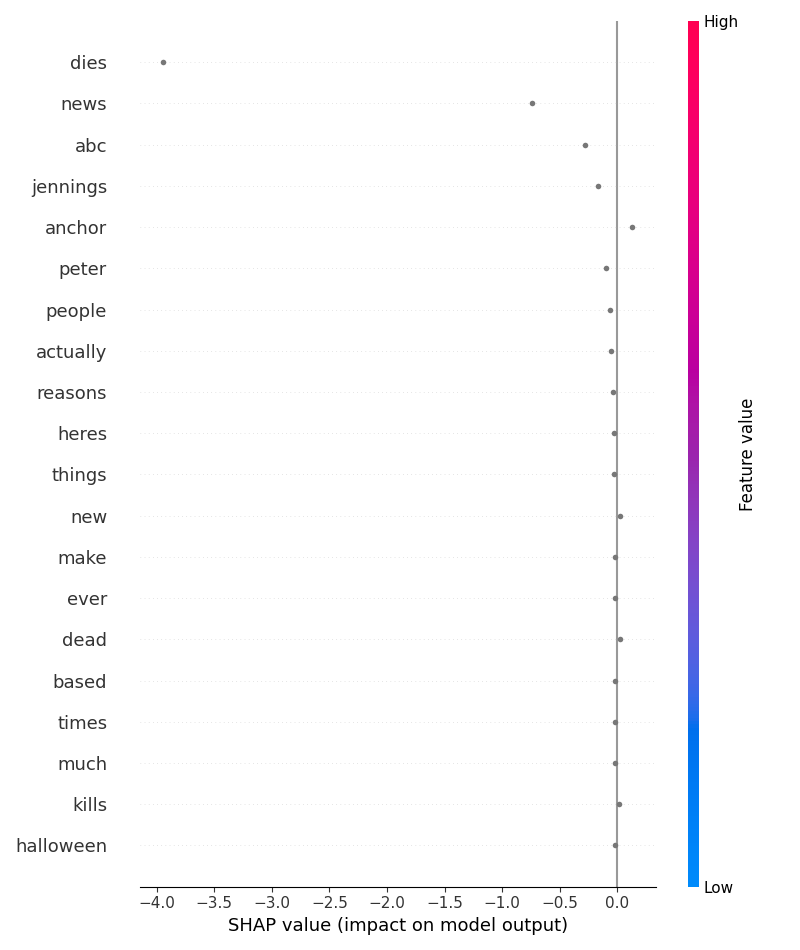 High
dies
news
abc
jennings
anchor
peter
people
actually
reasons
heres
things
new
make
ever
dead
based
times
much
kills
halloween
Feature value
Low
−4.0 −3.5 −3.0 −2.5 −2.0 −1.5 −1.0 −0.5 0.0
SHAP value (impact on model output)